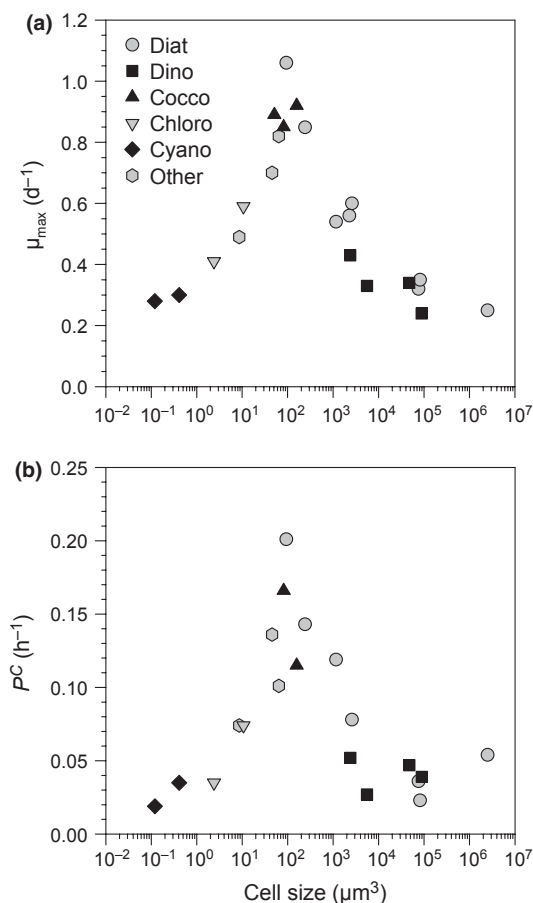 (a)
Diat
Dino
Cocco
Chloro
Cyano
Other
1.2
1.0
0.8
0.6
0.4
0.2
0.0
μmax (d⁻¹)
10⁻² 10⁻¹ 10⁰ 10¹ 10² 10³ 10⁴ 10⁵ 10⁶ 10⁷
(b)
0.25
0.20
0.15
0.10
0.05
0.00
Pᶜ (h⁻¹)
10⁻² 10⁻¹ 10⁰ 10¹ 10² 10³ 10⁴ 10⁵ 10⁶ 10⁷
Cell size (μm³)